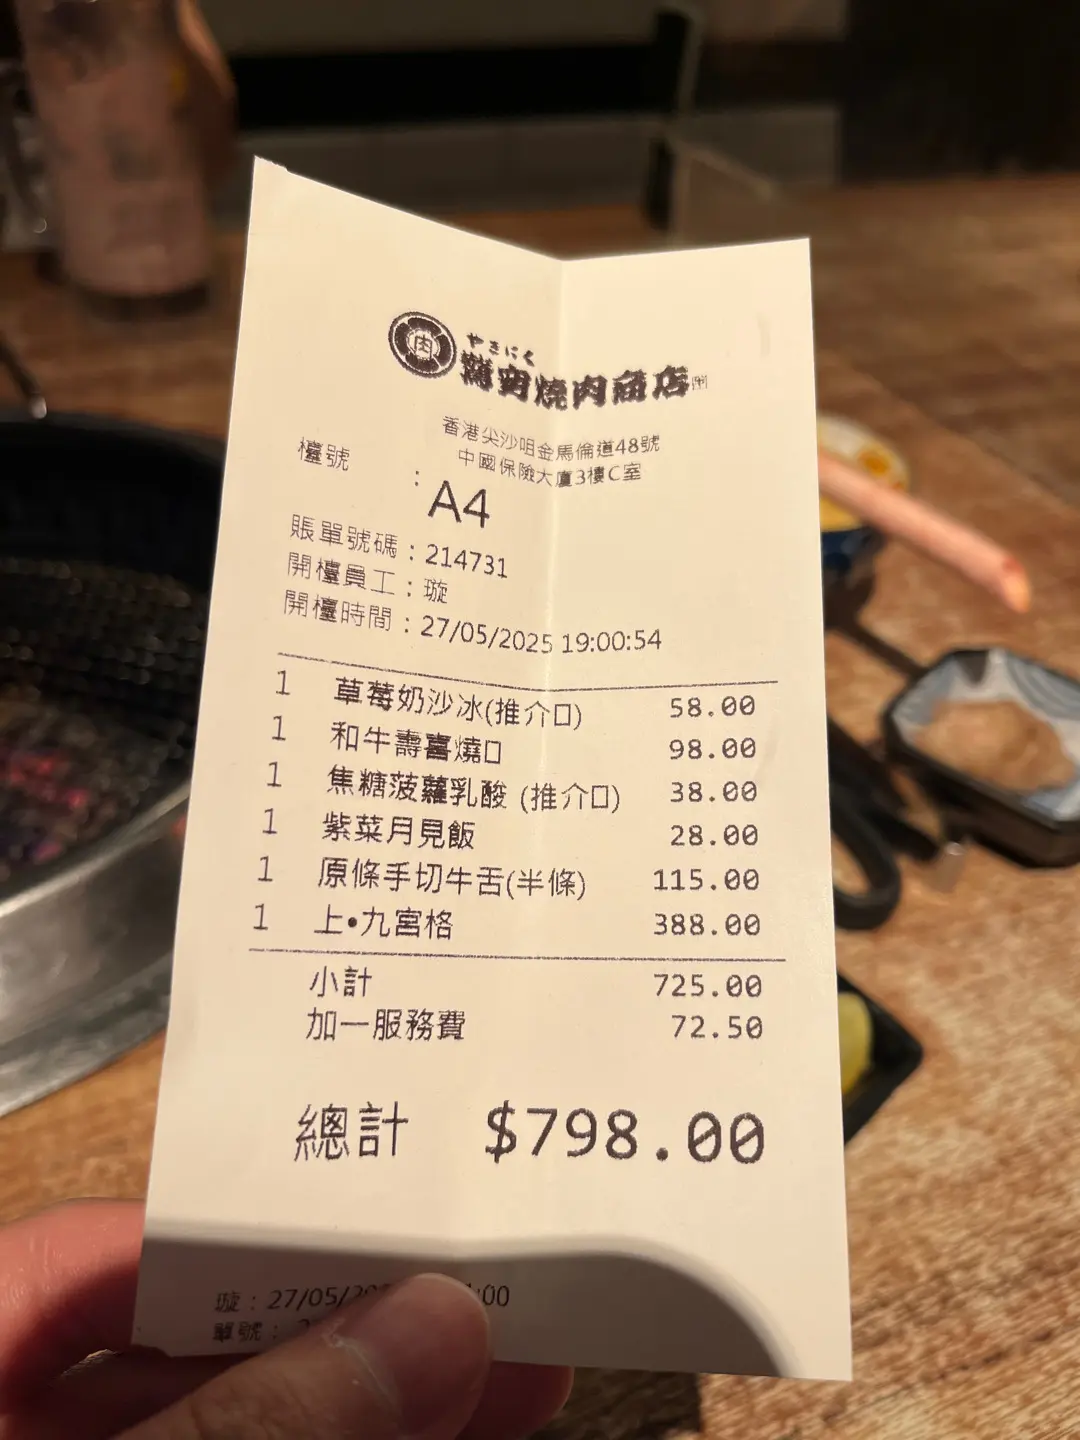 肉
やきにく
燒肉商店
香港尖沙咀金馬倫道48號
中國保險大廈3樓C室
檯號 : A4
賬單號碼 : 214731
開檯員工 : 璇
開檯時間 : 27/05/2025 19:00:54
1 草莓奶沙冰(推介口) 58.00
1 和牛壽喜燒口 98.00
1 焦糖菠蘿乳酸 (推介口) 38.00
1 紫菜月見飯 28.00
1 原條手切牛舌(半條) 115.00
1 上•九宮格 388.00
小計 725.00
加一服務費 72.50
總計 $798.00
璇 : 27/05/ :00
單號 :